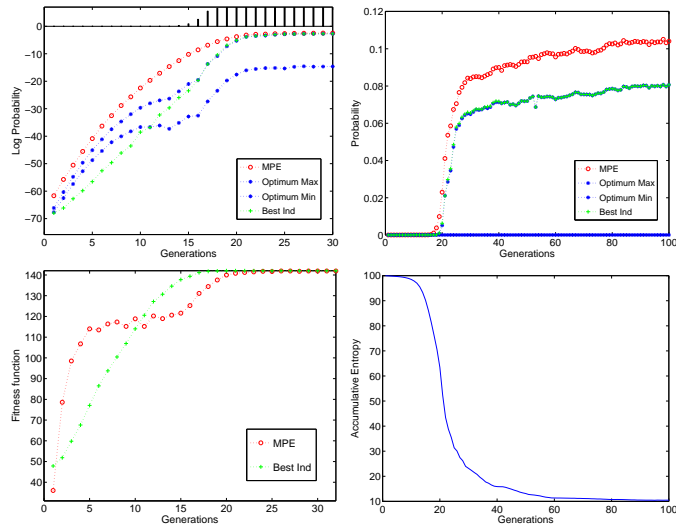 0
−10
−20
−30
−40
−50
−60
−70
Log Probability
0 5 10 15 20 25 30
Generations
MPE
Optimum Max
Optimum Min
Best Ind
0.12
0.1
0.08
0.06
0.04
0.02
0
Probability
0 20 40 60 80 100
Generations
MPE
Optimum Max
Optimum Min
Best Ind
140
130
120
110
100
90
80
70
60
50
40
Fitness function
0 5 10 15 20 25 30
Generations
MPE
Best Ind
100
90
80
70
60
50
40
30
20
10
Accumulative Entropy
0 20 40 60 80 100
Generations